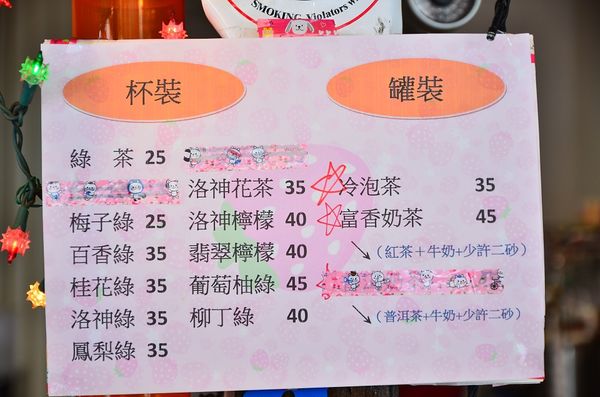 SMOKING Violators
杯裝
綠 茶 25
梅子綠 25
百香綠 35
桂花綠 35
洛神綠 35
鳳梨綠 35
洛神花茶 35
洛神檸檬 40
翡翠檸檬 40
葡萄柚綠 45
柳丁綠 40
罐裝
冷泡茶 35
富香奶茶 45
(紅茶+牛奶+少許二砂)
(普洱茶+牛奶+少許二砂)